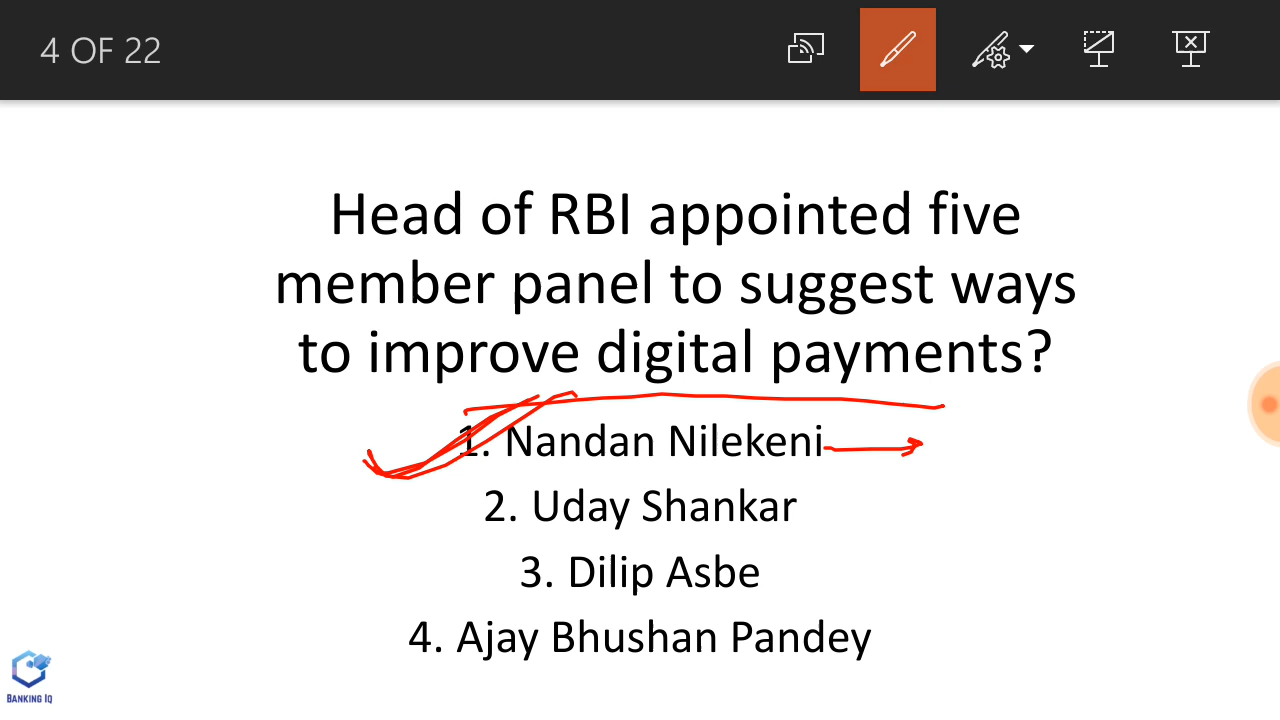 4 OF 22
Head of RBI appointed five
member panel to suggest ways
to improve digital payments?
1. Nandan Nilekeni
2. Uday Shankar
3. Dilip Asbe
4. Ajay Bhushan Pandey
BANKING IQ